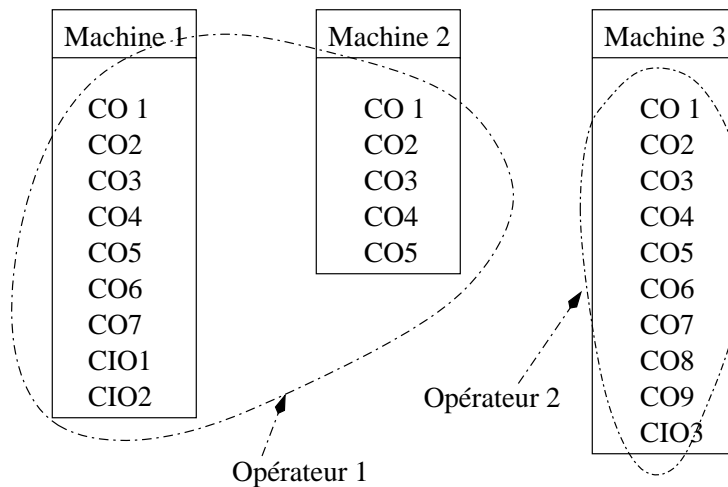 Machine 1
CO 1
CO2
CO3
CO4
CO5
CO6
CO7
CIO1
CIO2
Machine 2
CO 1
CO2
CO3
CO4
CO5
Machine 3
CO 1
CO2
CO3
CO4
CO5
CO6
CO7
CO8
CO9
CIO3
Opérateur 1
Opérateur 2